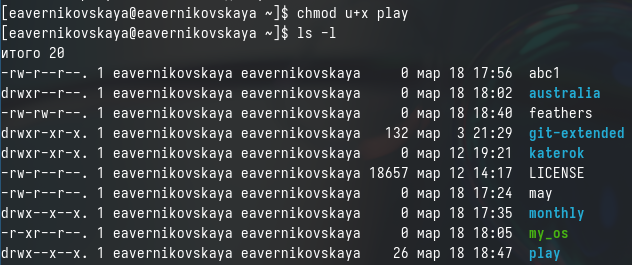 [eavernikovskaya@eavernikovskaya ~]$ chmod u+x play
[eavernikovskaya@eavernikovskaya ~]$ ls -l
итого 20
-rw-r--r--. 1 eavernikovskaya eavernikovskaya 0 мар 18 17:56 abc1
drwxr--r--. 1 eavernikovskaya eavernikovskaya 0 мар 18 18:02 australia
-rw-rw-r--. 1 eavernikovskaya eavernikovskaya 0 мар 18 18:40 feathers
drwxr-xr-x. 1 eavernikovskaya eavernikovskaya 132 мар 3 21:29 git-extended
drwxr-xr-x. 1 eavernikovskaya eavernikovskaya 0 мар 12 19:21 katerok
-rw-r--r--. 1 eavernikovskaya eavernikovskaya 18657 мар 12 14:17 LICENSE
-rw-r--r--. 1 eavernikovskaya eavernikovskaya 0 мар 18 17:24 may
drwx--x--x. 1 eavernikovskaya eavernikovskaya 0 мар 18 17:35 monthly
-r-xr--r--. 1 eavernikovskaya eavernikovskaya 0 мар 18 18:05 my_os
drwx--x--x. 1 eavernikovskaya eavernikovskaya 26 мар 18 18:47 play